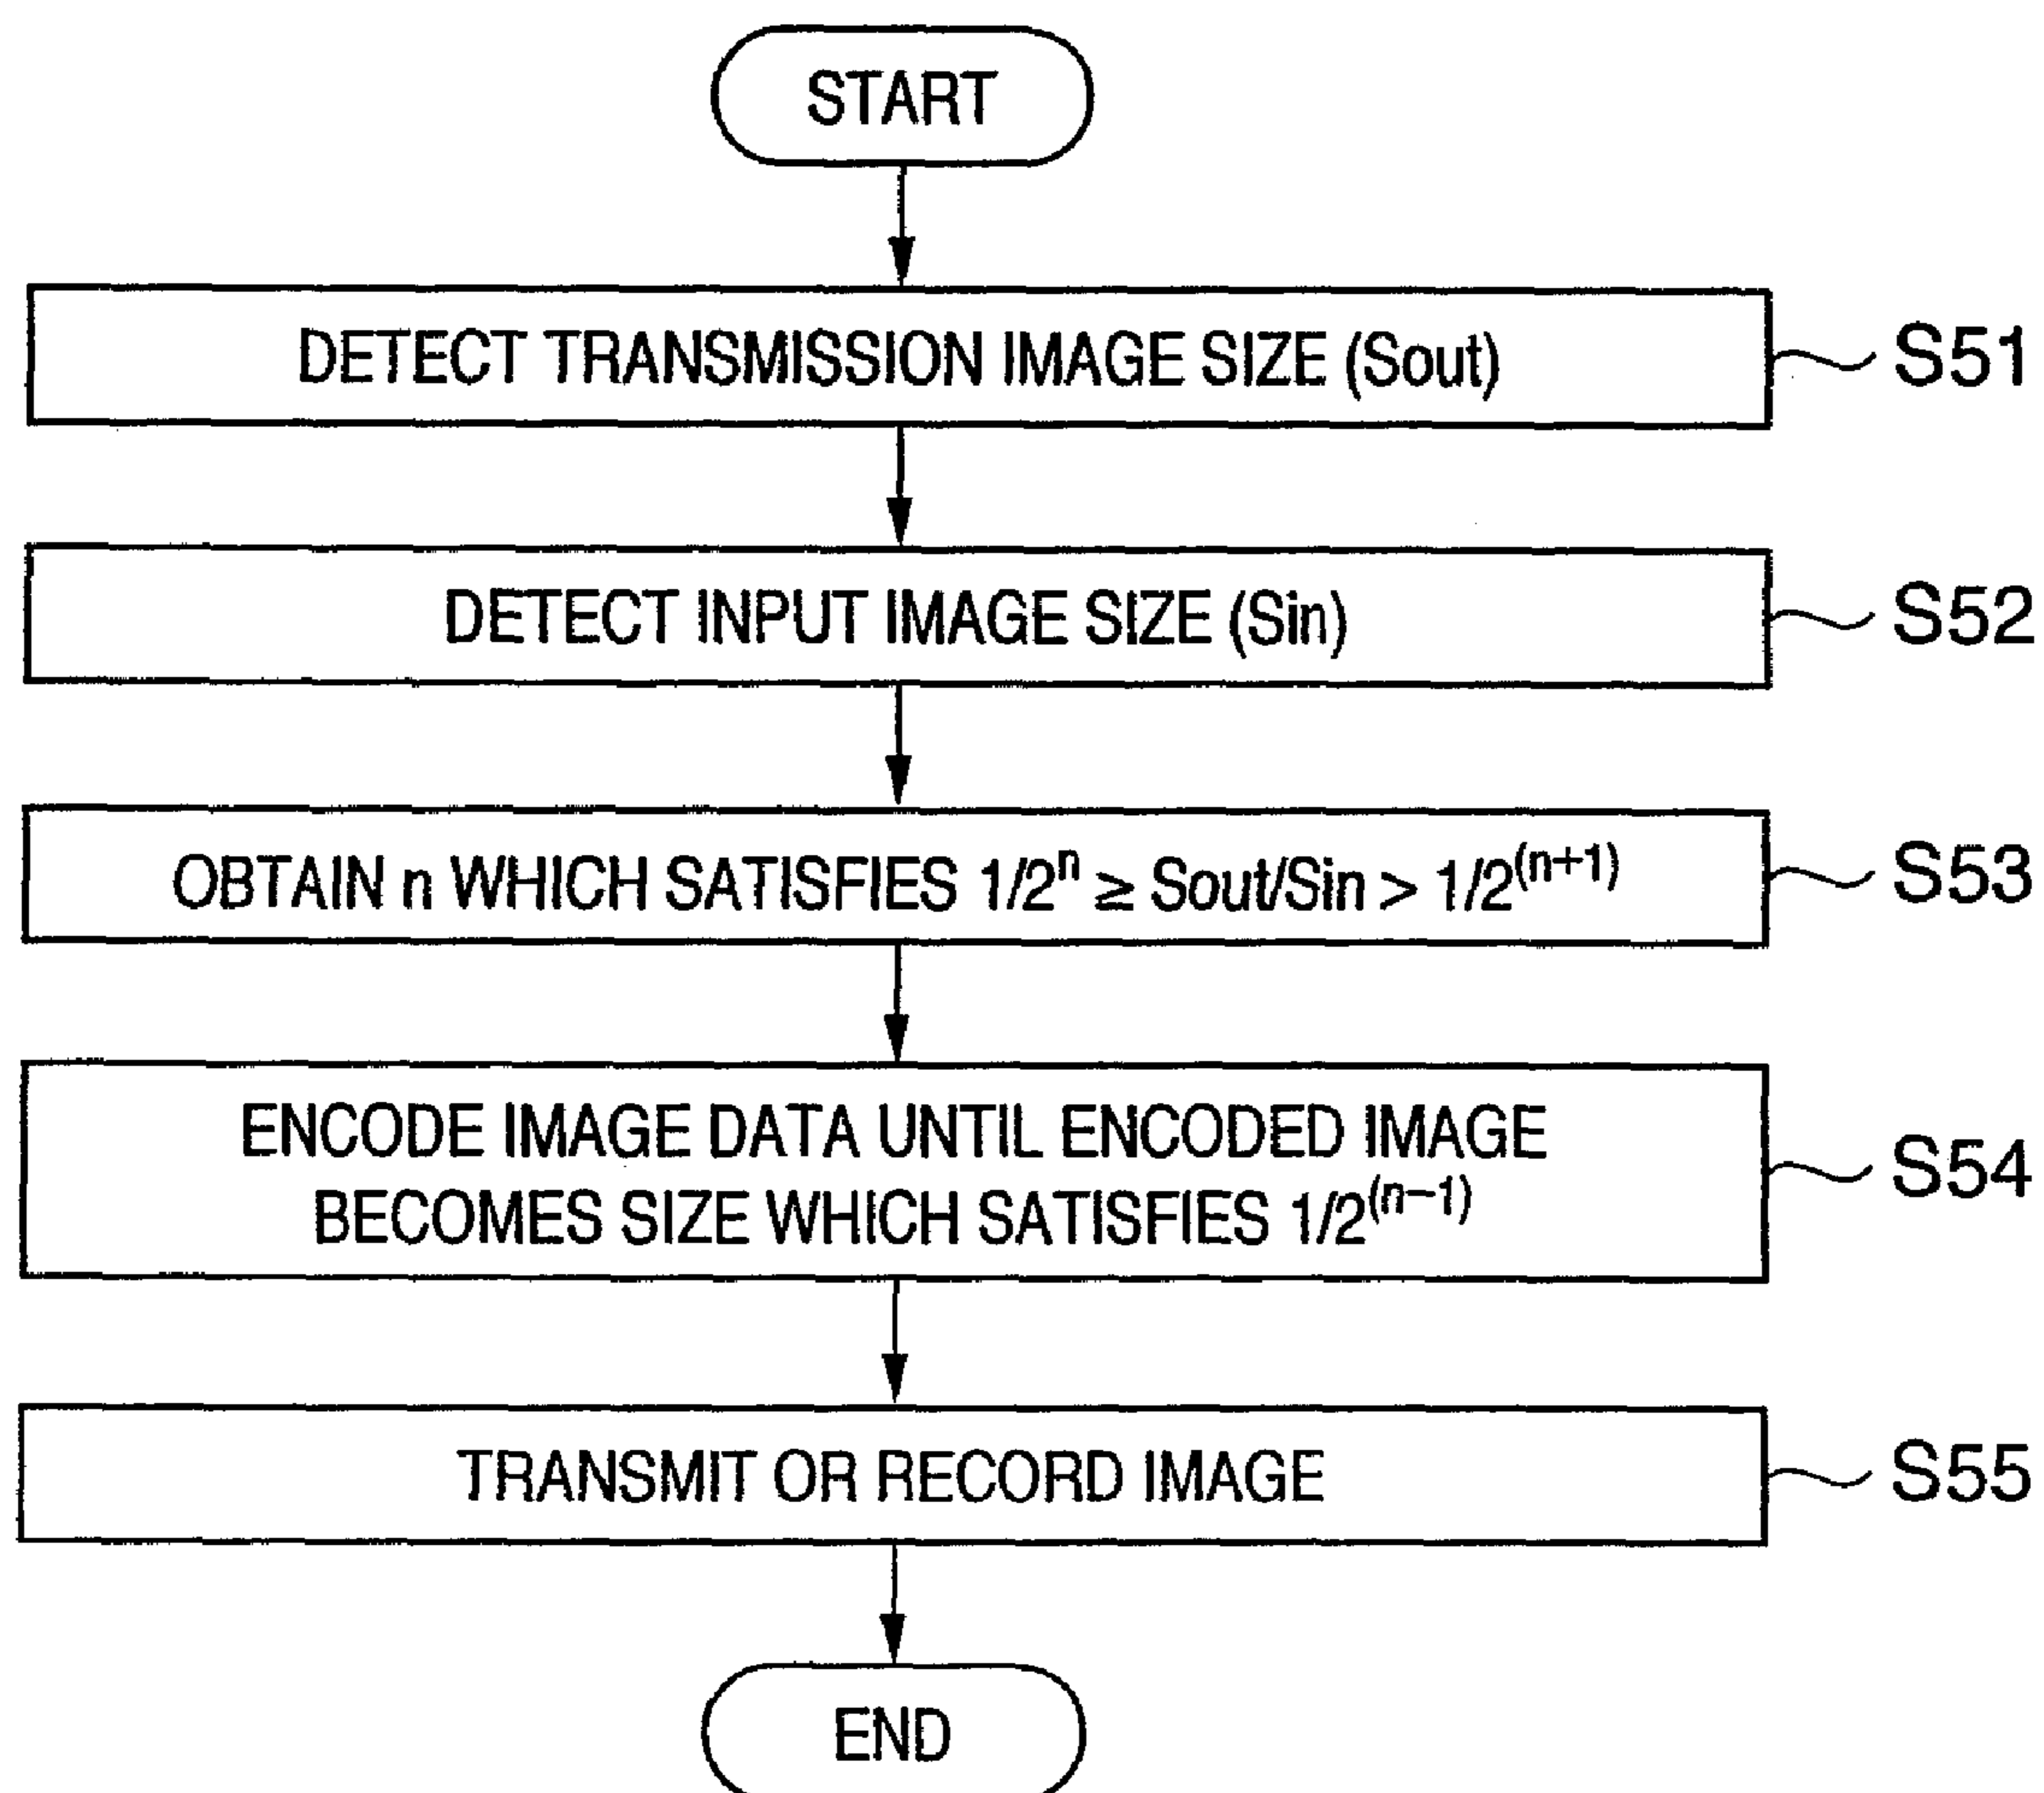 START
DETECT TRANSMISSION IMAGE SIZE (Sout)
S51
DETECT INPUT IMAGE SIZE (Sin)
S52
OBTAIN n WHICH SATISFIES 1/2ⁿ ≥ Sout/Sin > 1/2⁽ⁿ⁺¹⁾
S53
ENCODE IMAGE DATA UNTIL ENCODED IMAGE
BECOMES SIZE WHICH SATISFIES 1/2⁽ⁿ⁻¹⁾
S54
TRANSMIT OR RECORD IMAGE
S55
END